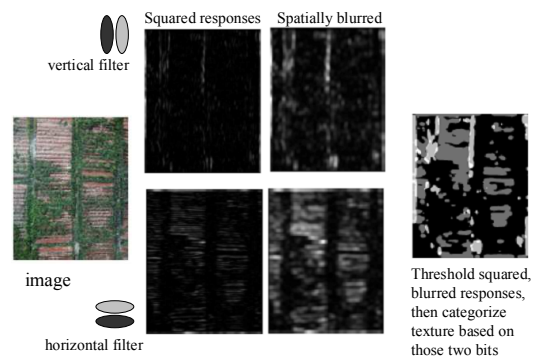 Squared responses
Spatially blurred
vertical filter
image
horizontal filter
Threshold squared,
blurred responses,
then categorize
texture based on
those two bits